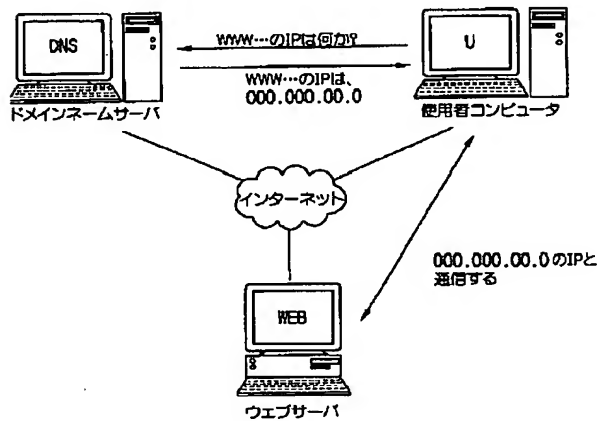 DNS
WWW…のIPは何か?
U
WWW…のIPは、
000.000.00.0
ドメインネームサーバ
使用者コンピュータ
インターネット
000.000.00.0のIPと
通信する
WEB
ウェブサーバ